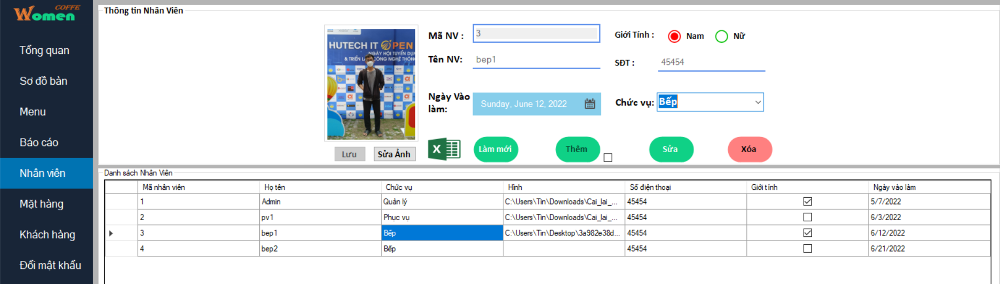 COFFE
Women
Tổng quan
Sơ đồ bàn
Menu
Báo cáo
Nhân viên
Mặt hàng
Khách hàng
Đổi mật khẩu
Thông tin Nhân Viên
HUTECH IT OPEN
NGÀY HỘI TUYỂN DỤ
& TRIỂN LÃ CÔNG NGHỆ THÔN
Lưu
Sửa Ảnh
Mã NV : 3
Giới Tính : Nam Nữ
Tên NV: bep1
SĐT : 45454
Ngày Vào làm: Sunday, June 12, 2022
Chức vụ: Bếp
X
Làm mới
Thêm
Sửa
Xóa
Danh sách Nhân Viên
Mã nhân viên Họ tên Chức vụ Hình Số điện thoại Giới tính Ngày vào làm
1 Admin Quản lý C:\Users\Tin\Downloads\Cai_lai_... 45454 5/7/2022
2 pv1 Phục vụ C:\Users\Tin\Downloads\Cai_lai_... 45454 6/3/2022
3 bep1 Bếp C:\Users\Tin\Desktop\3a982e38d... 45454 6/12/2022
4 bep2 Bếp 45454 6/21/2022